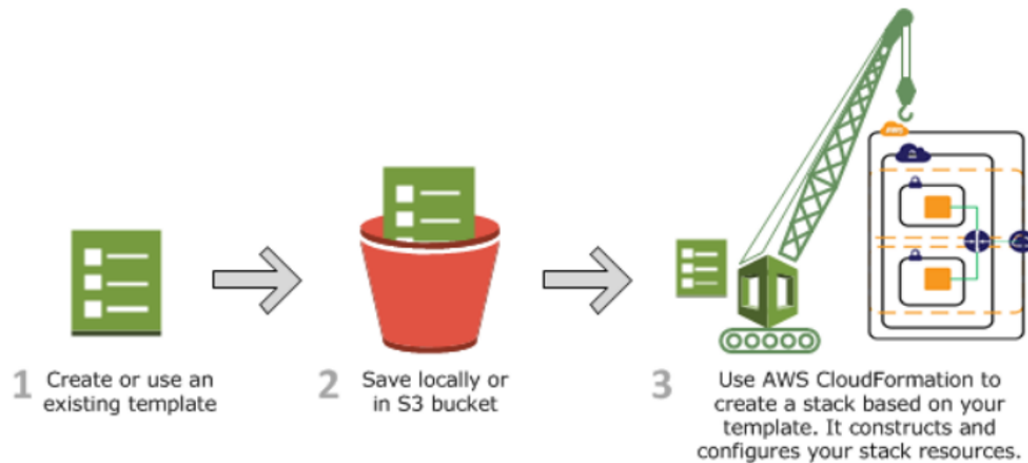 1 Create or use an
existing template
2 Save locally or
in S3 bucket
3 Use AWS CloudFormation to
create a stack based on your
template. It constructs and
configures your stack resources.
aws